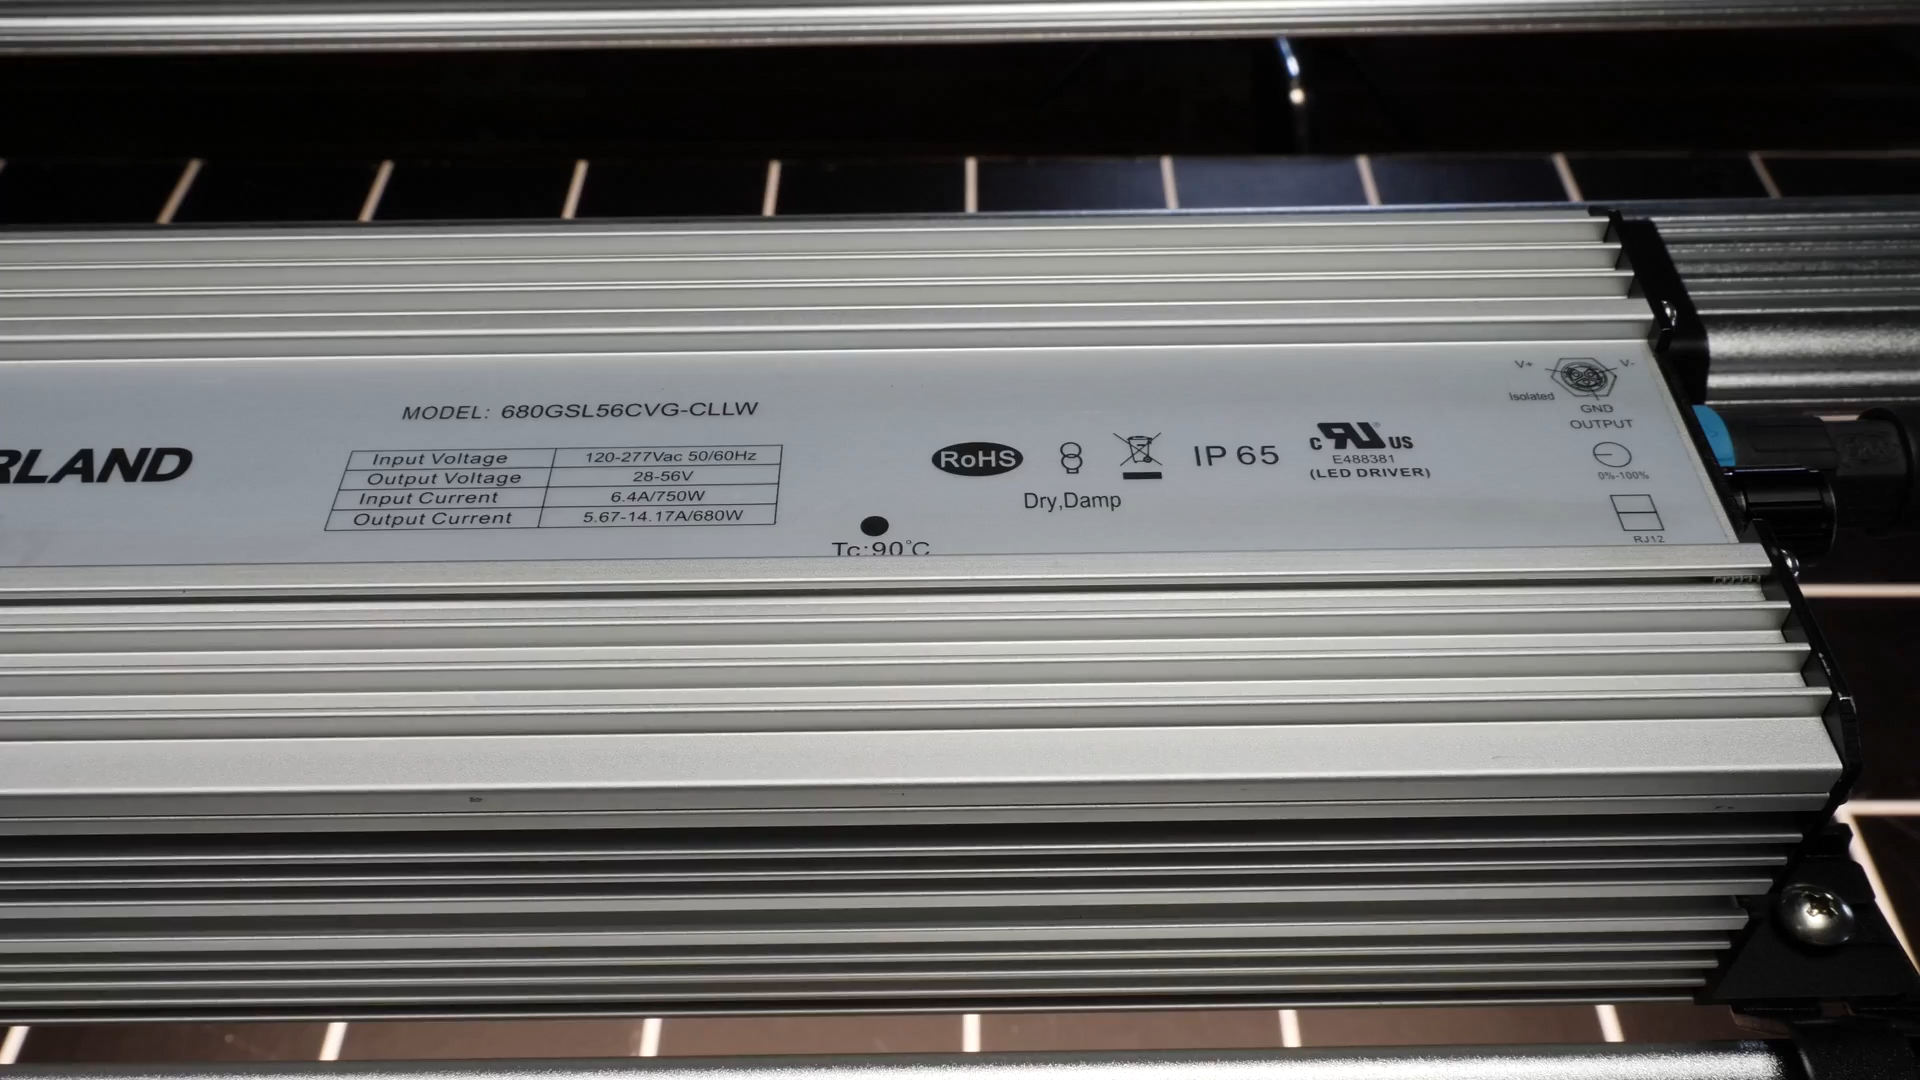 RLAND
MODEL: 680GSL56CVG-CLLW
Input Voltage 120-277Vac 50/60Hz
Output Voltage 28-56V
Input Current 6.4A/750W
Output Current 5.67-14.17A/680W
Tc:90°C
RoHS
Dry,Damp
IP 65
c RU US
E488381
(LED DRIVER)
V+ V-
Isolated
GND
OUTPUT
0%-100%
RJ12